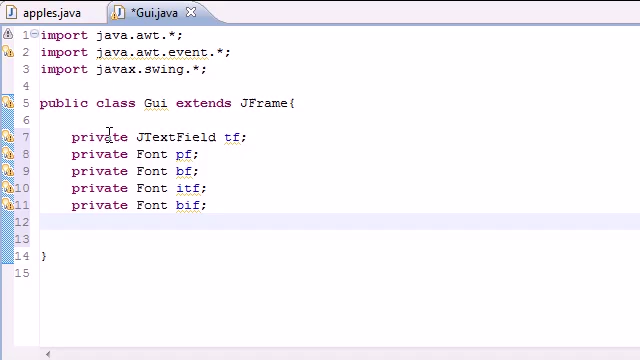 apples.java
*Gui.java
1 import java.awt.*;
2 import java.awt.event.*;
3 import javax.swing.*;
4
5 public class Gui extends JFrame{
6
7 private JTextField tf;
8 private Font pf;
9 private Font bf;
10 private Font itf;
11 private Font bif;
12
13
14 }
15